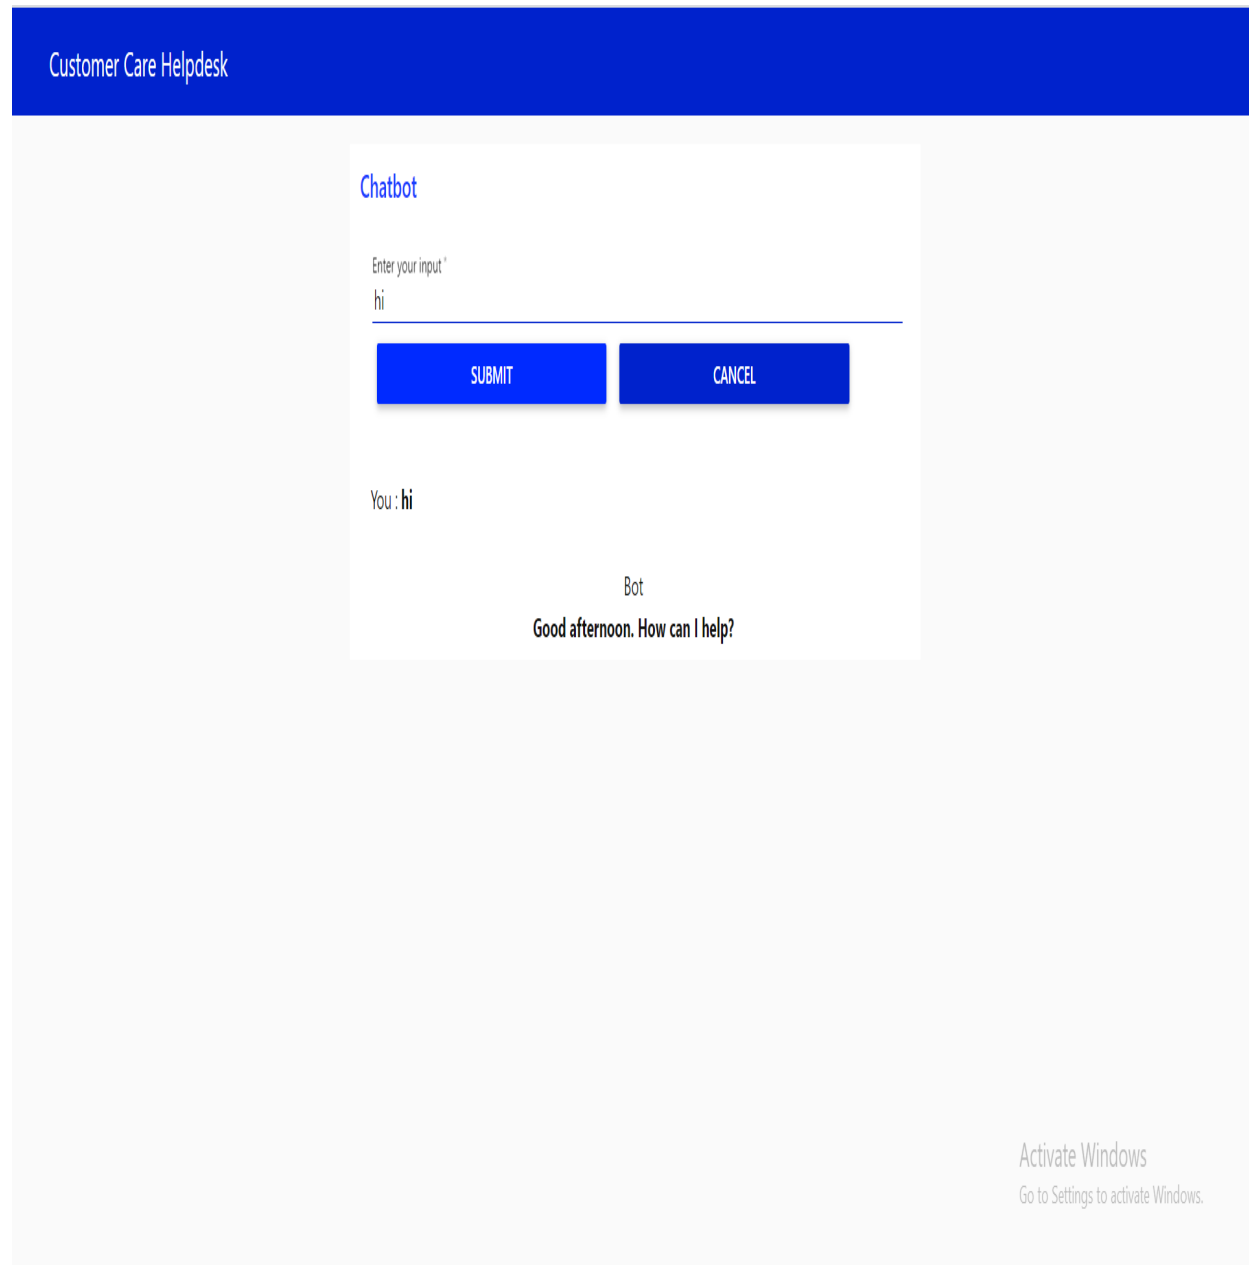 Customer Care Helpdesk
Chatbot
Enter your input *
hi
SUBMIT CANCEL
You : hi
Bot
Good afternoon. How can I help?
Activate Windows
Go to Settings to activate Windows.